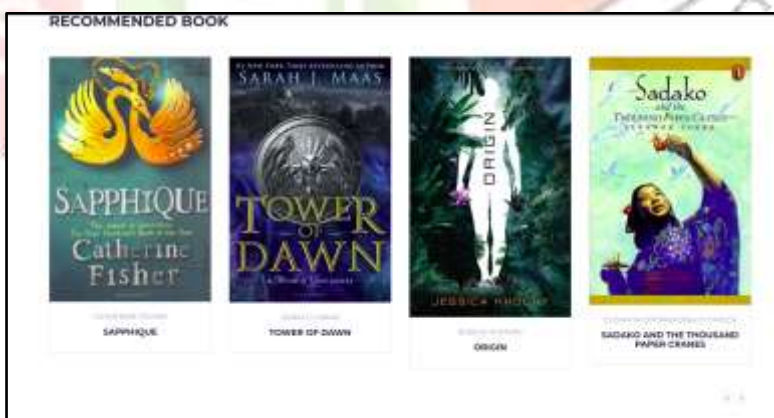 RECOMMENDED BOOK
SAPPHIQUE
Catherine
Fisher
SARAH J. MAAS
TOWER
OF
DAWN
ORIGIN
JESSICA KHOURY
Sadako
and the
THOUSAND PAPER CRANES
SAPPHIQUE
TOWER OF DAWN
ORIGIN
SADAKO AND THE THOUSAND
PAPER CRANES